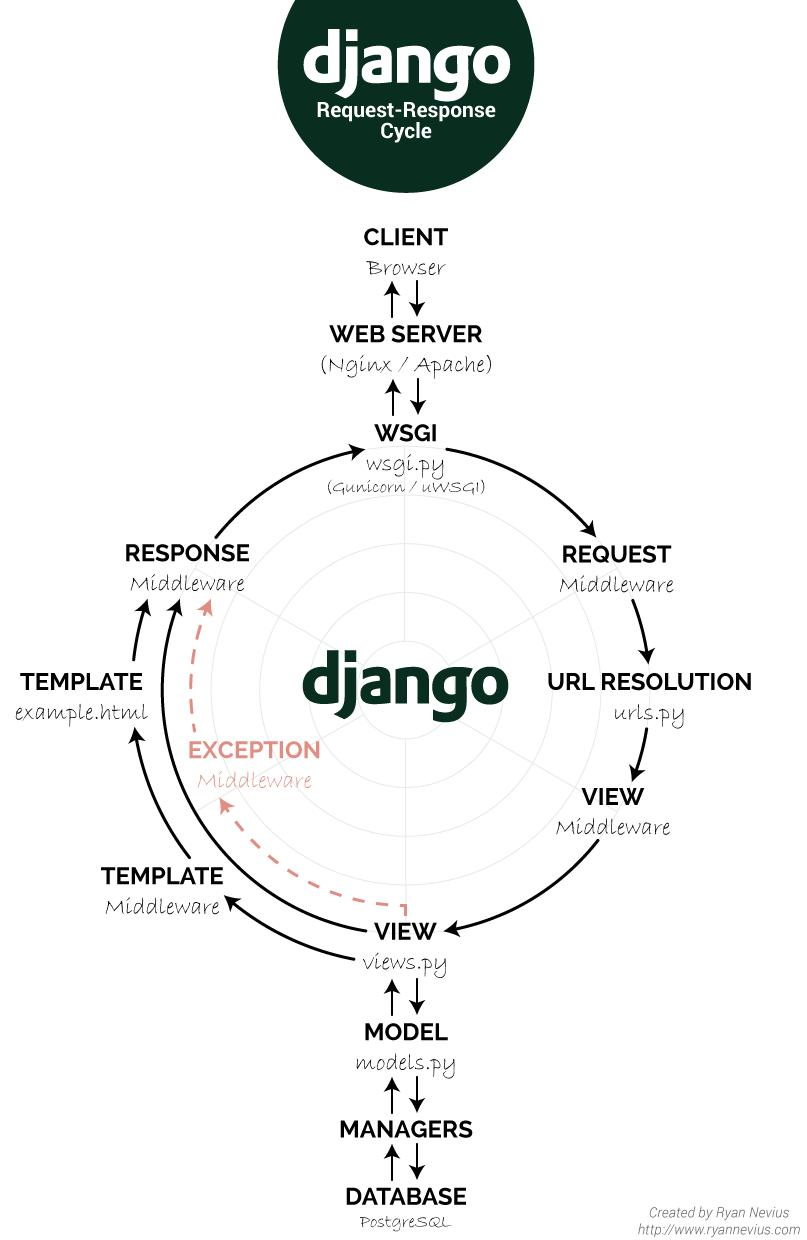 django
Request-Response
Cycle
CLIENT
Browser
WEB SERVER
(Nginx / Apache)
WSGI
wsgi.py
(Gunicorn / uWSGI)
RESPONSE
Middleware
REQUEST
Middleware
TEMPLATE
example.html
django
URL RESOLUTION
urls.py
EXCEPTION
Middleware
VIEW
Middleware
TEMPLATE
Middleware
VIEW
views.py
MODEL
models.py
MANAGERS
DATABASE
PostgreSQL
Created by Ryan Nevius
http://www.ryannevius.com